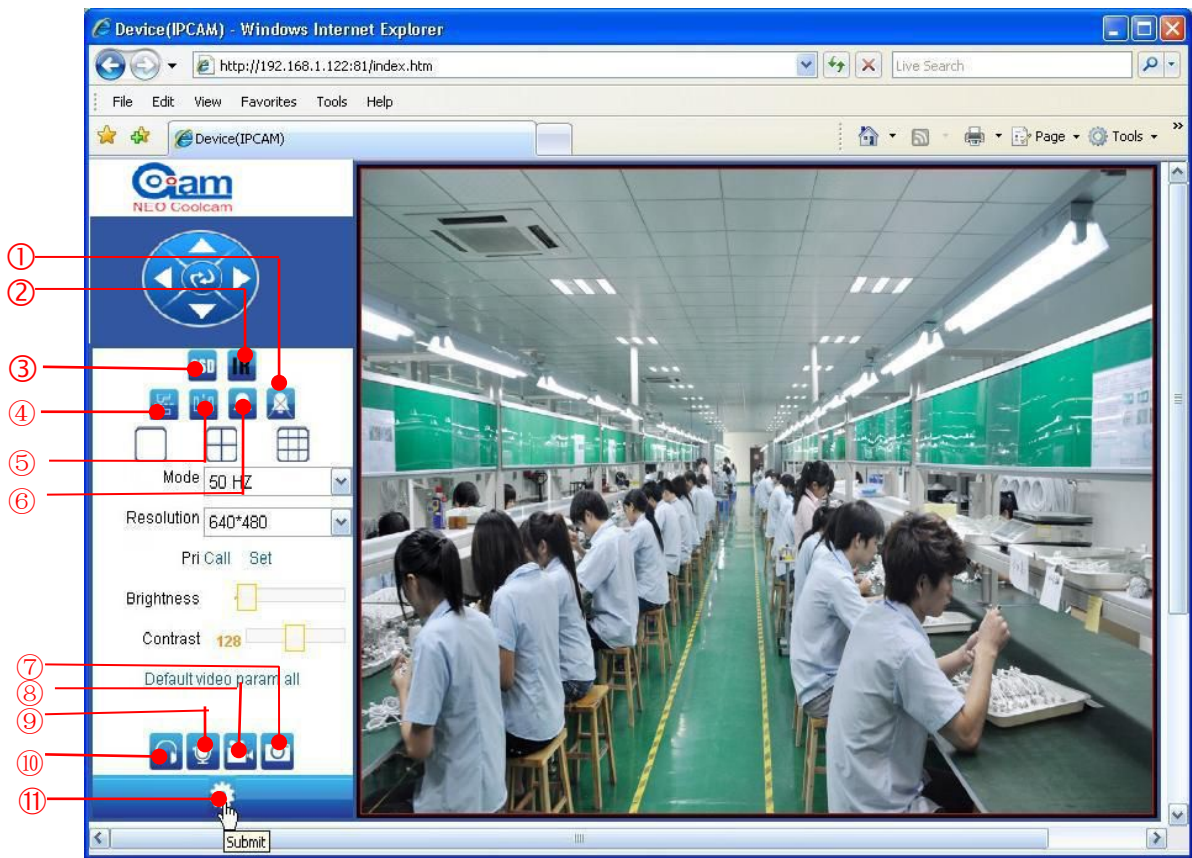 Device(IPCAM) - Windows Internet Explorer
http://192.168.1.122:81/index.htm
Live Search
File Edit View Favorites Tools Help
Device(IPCAM)
Page Tools
»
NEO Coolcam
①
②
③
IR
④
⑤
⑥
Mode 50 HZ
Resolution 640*480
Pri Call Set
Brightness
Contrast 128
⑦
Default video param all
⑧
⑨
⑩
⑪
Submit